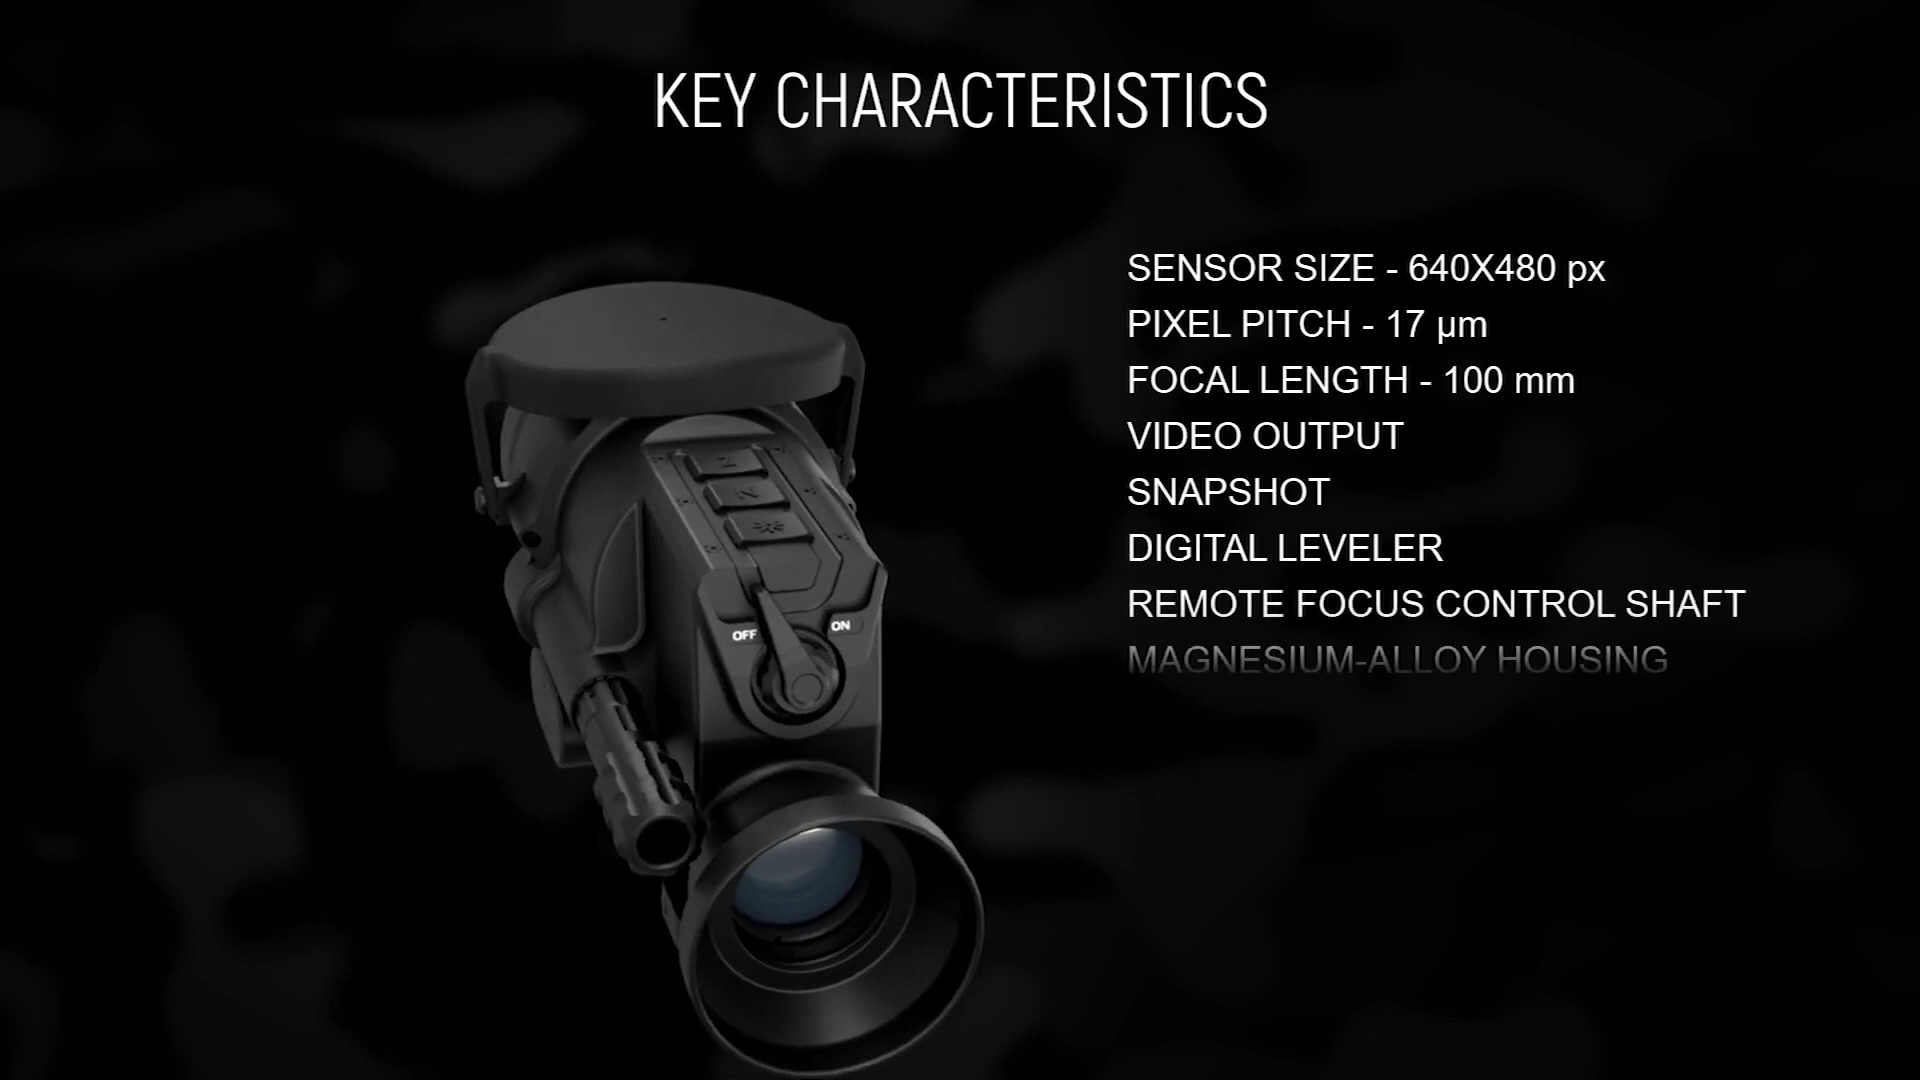 KEY CHARACTERISTICS
SENSOR SIZE - 640X480 px
PIXEL PITCH - 17 µm
FOCAL LENGTH - 100 mm
VIDEO OUTPUT
SNAPSHOT
DIGITAL LEVELER
REMOTE FOCUS CONTROL SHAFT
MAGNESIUM-ALLOY HOUSING
OFF
ON